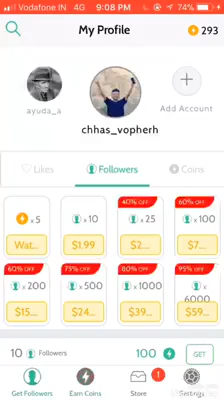 Vodafone IN 4G 9:08 PM 74%
My Profile
293
ayuda_a
chhas_vopherh
Add Account
Likes
Followers
Coins
40% OFF 60% OFF
x 5 x 10 x 25 x 100
Wat... $1.99 $2... $7...
60% OFF 75% OFF 80% OFF 95% OFF
x 200 x 500 x 1000 x 6000
$15... $24... $39... $59...
10 Followers 100 GET
1
Get Followers Earn Coins Store Settings